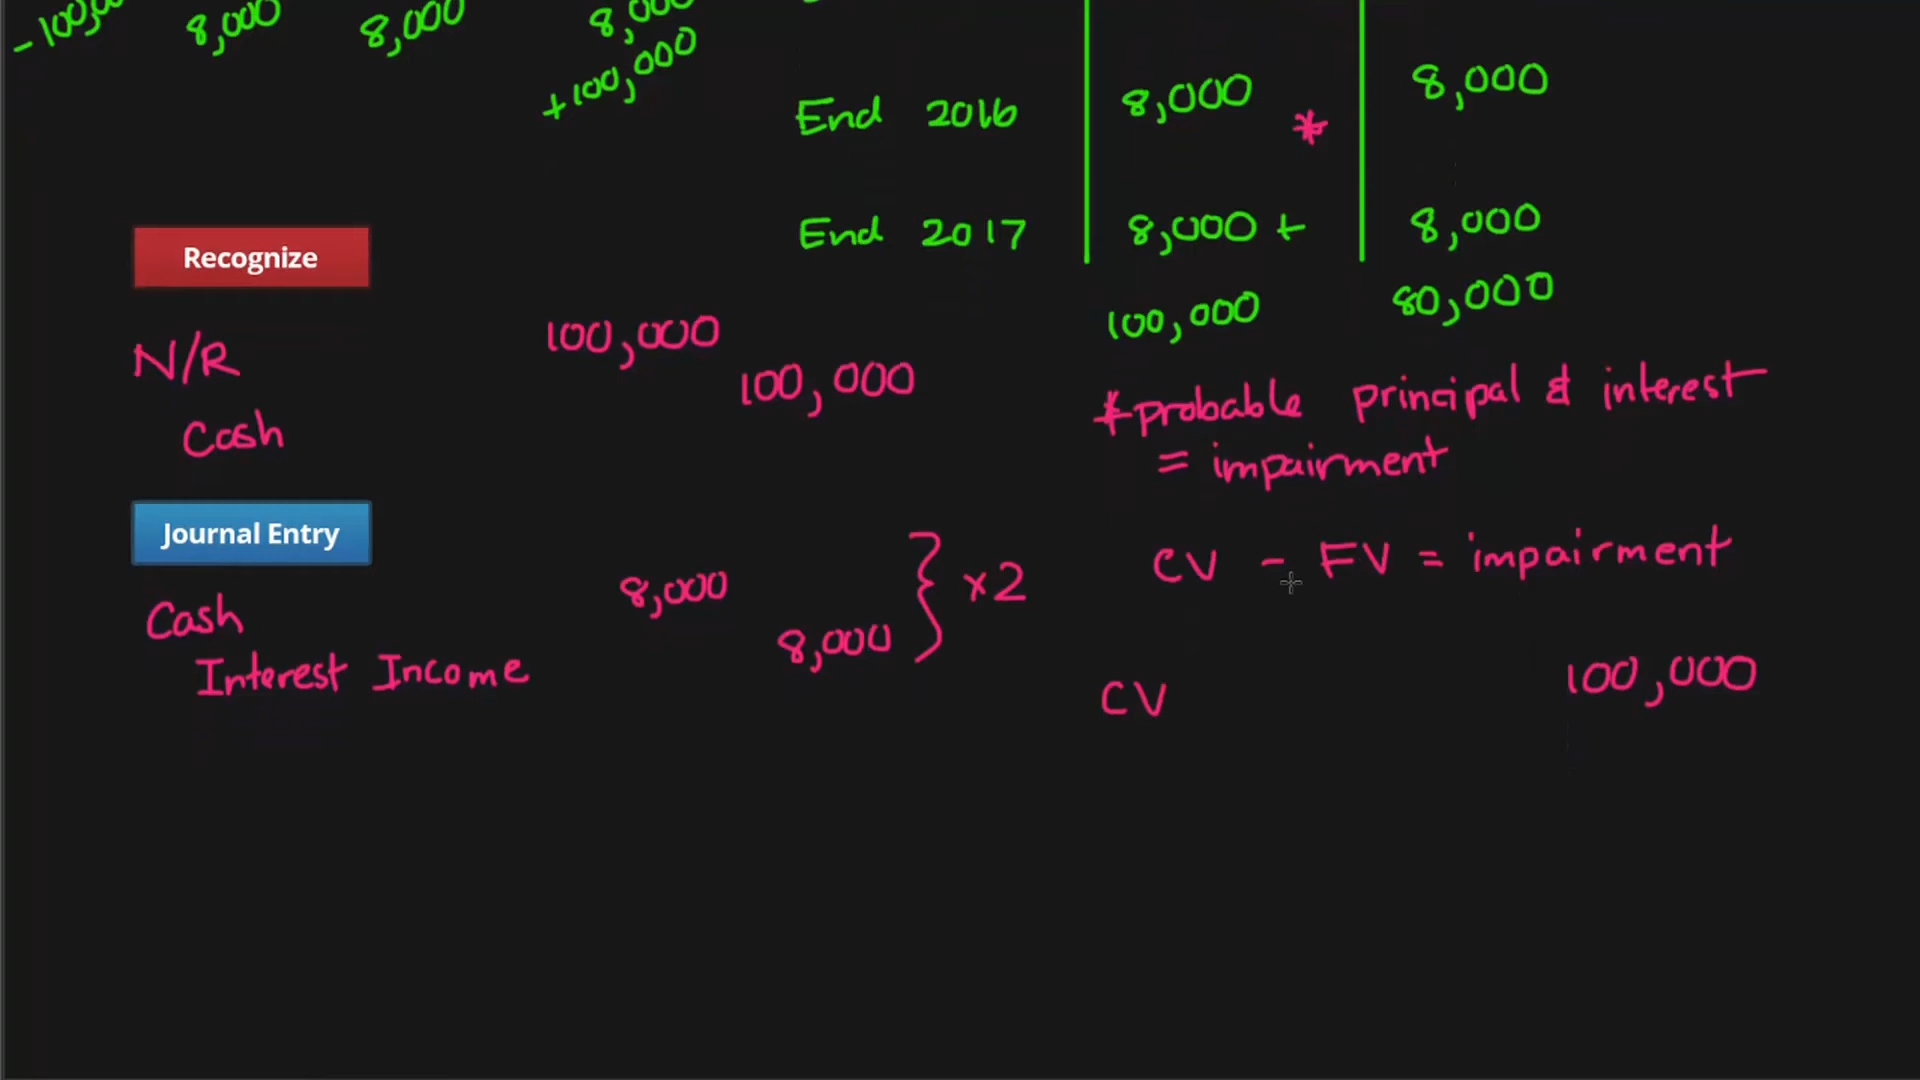 8,000 8,000 8,000
+100,000
End 2016 8,000 * 8,000
End 2017 8,000 + 8,000
100,000 80,000
Recognize
N/R 100,000
Cash 100,000
*probable principal & interest
= impairment
Journal Entry
Cash 8,000
Interest Income 8,000 } x2
CV - FV = impairment
CV 100,000